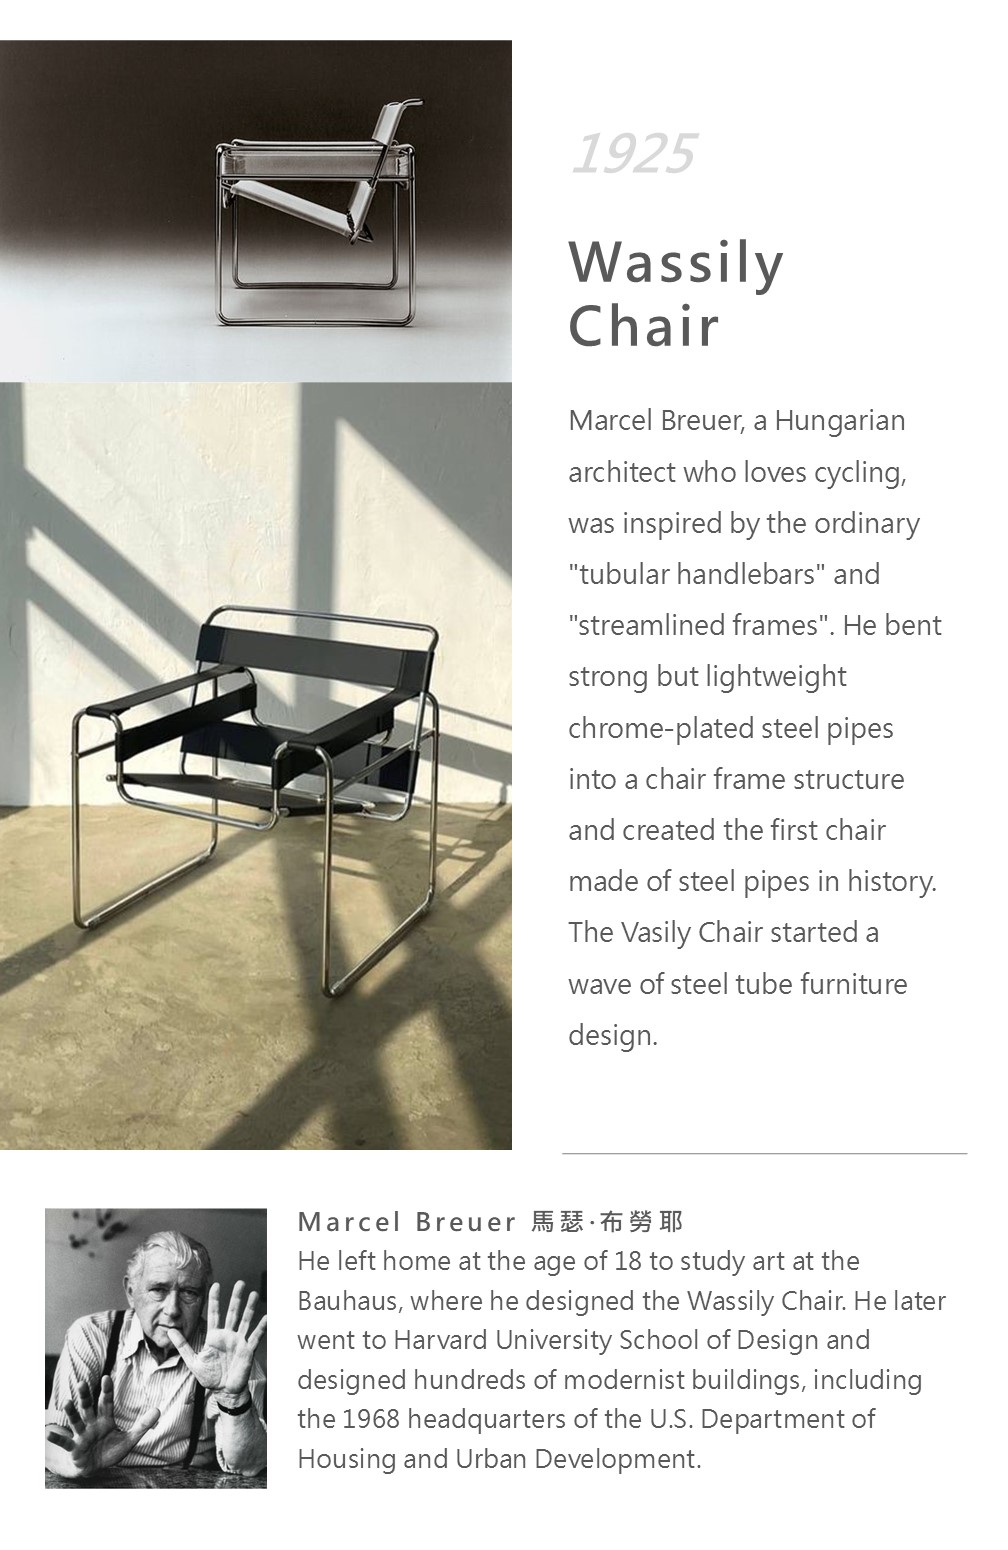 1925
Wassily
Chair
Marcel Breuer, a Hungarian
architect who loves cycling,
was inspired by the ordinary
"tubular handlebars" and
"streamlined frames". He bent
strong but lightweight
chrome-plated steel pipes
into a chair frame structure
and created the first chair
made of steel pipes in history.
The Vasily Chair started a
wave of steel tube furniture
design.
Marcel Breuer 馬瑟·布勞耶
He left home at the age of 18 to study art at the
Bauhaus, where he designed the Wassily Chair. He later
went to Harvard University School of Design and
designed hundreds of modernist buildings, including
the 1968 headquarters of the U.S. Department of
Housing and Urban Development.